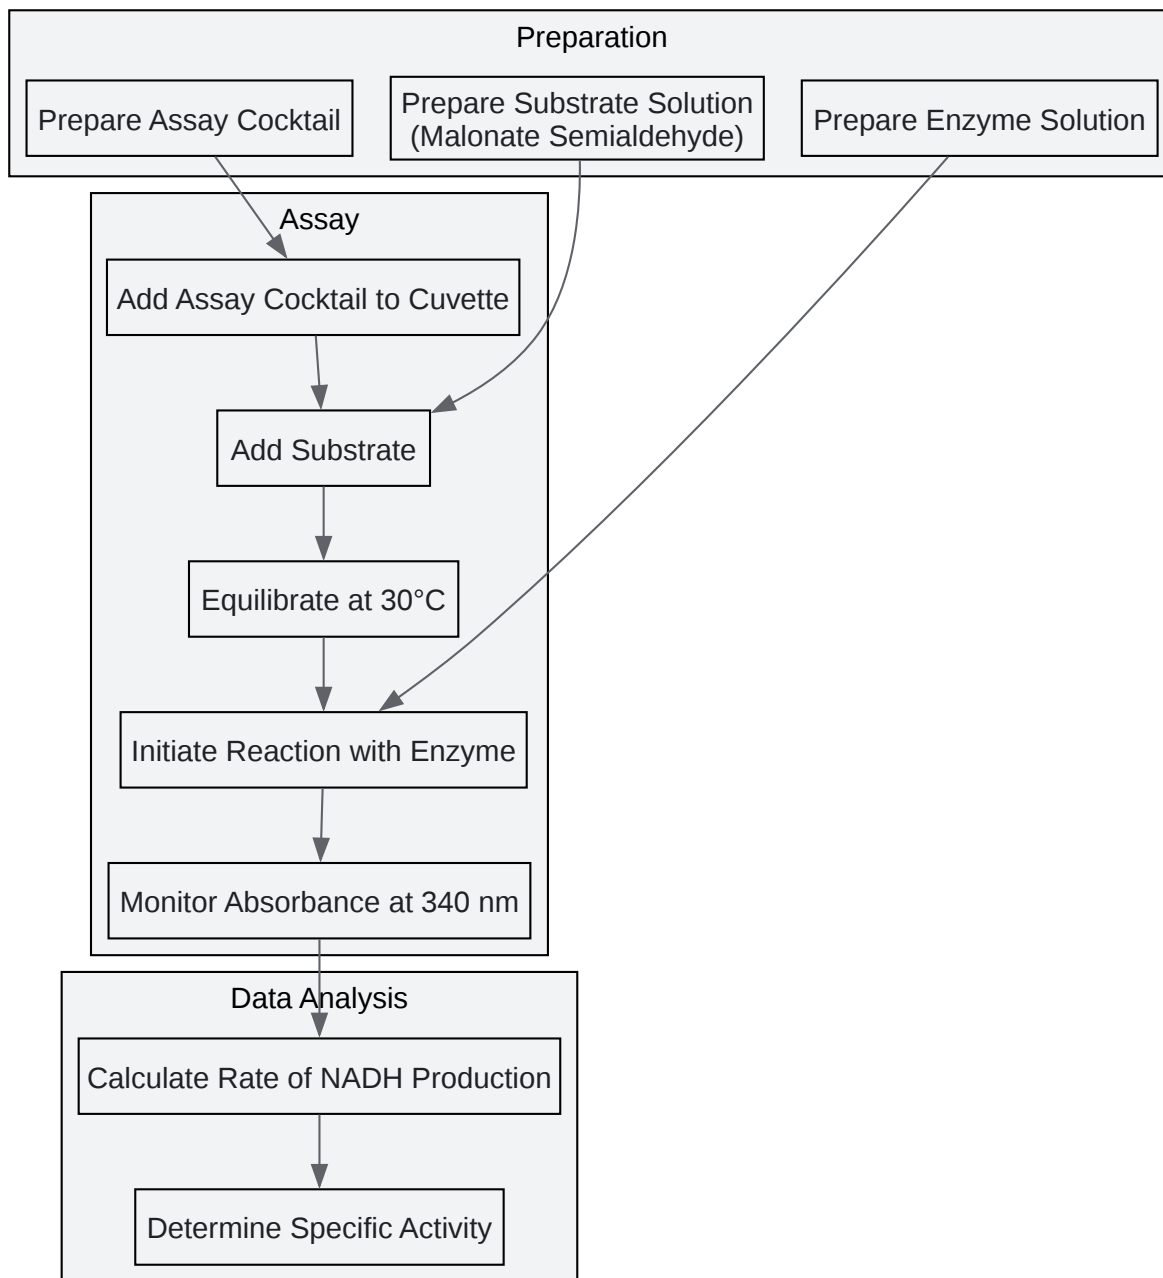 Preparation
Prepare Assay Cocktail
Prepare Substrate Solution
(Malonate Semialdehyde)
Prepare Enzyme Solution
Assay
Add Assay Cocktail to Cuvette
Add Substrate
Equilibrate at 30°C
Initiate Reaction with Enzyme
Monitor Absorbance at 340 nm
Data Analysis
Calculate Rate of NADH Production
Determine Specific Activity